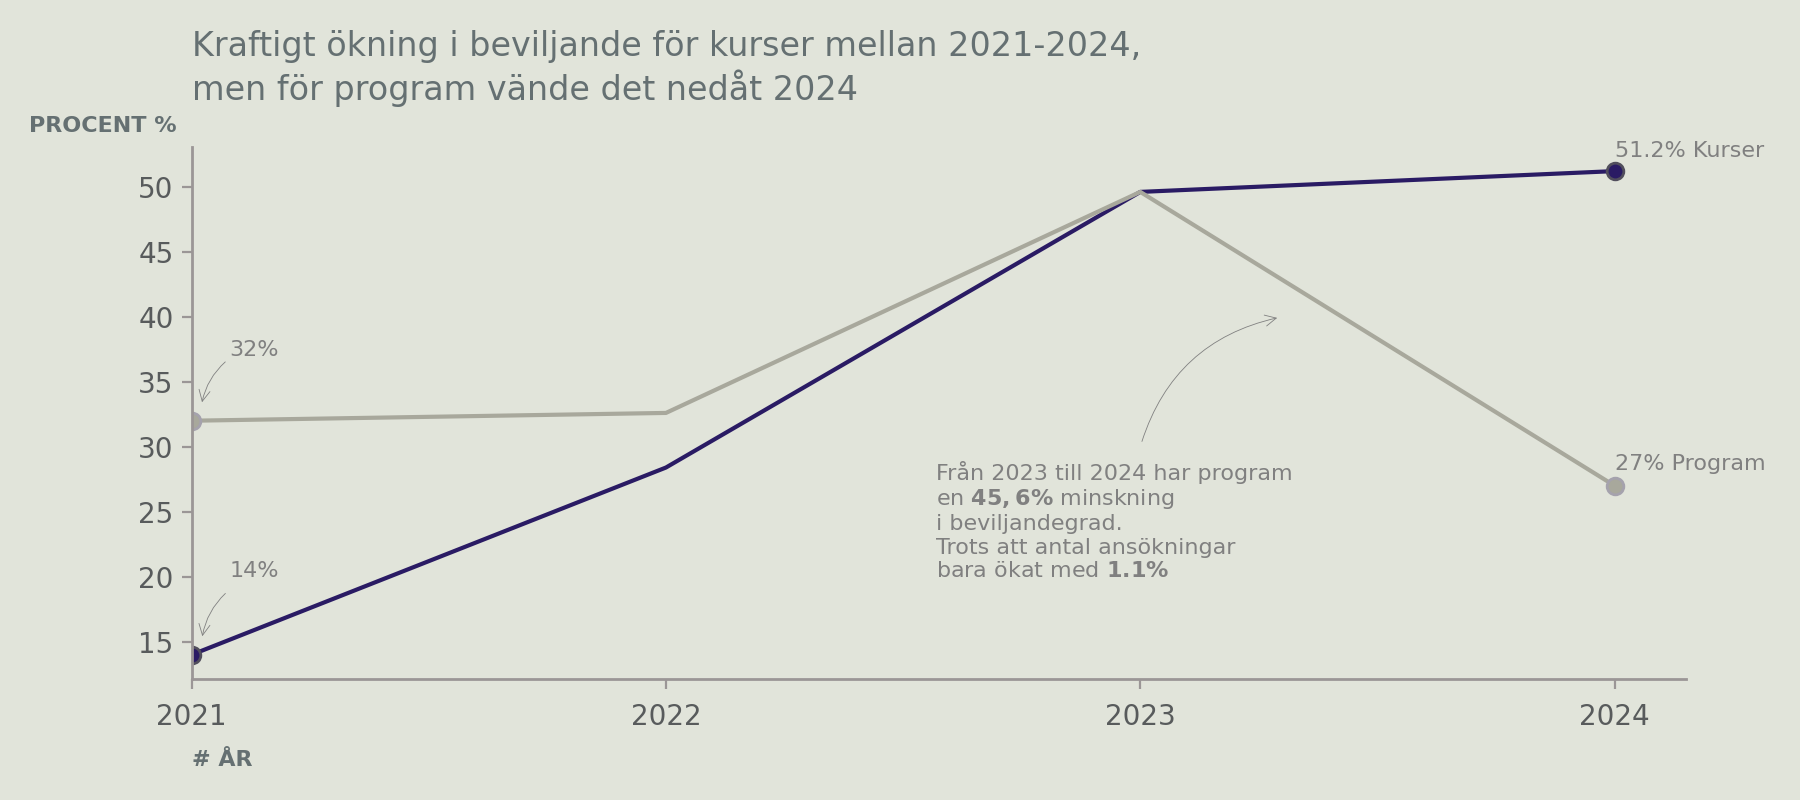 Kraftigt ökning i beviljande för kurser mellan 2021-2024,
men för program vände det nedåt 2024
PROCENT %
51.2% Kurser
50
45
40
32%
35
30
27% Program
Från 2023 till 2024 har program
en 45, 6% minskning
i beviljandegrad.
Trots att antal ansökningar
bara ökat med 1.1%
25
14%
20
15
2021
2022
2023
2024
# ÅR